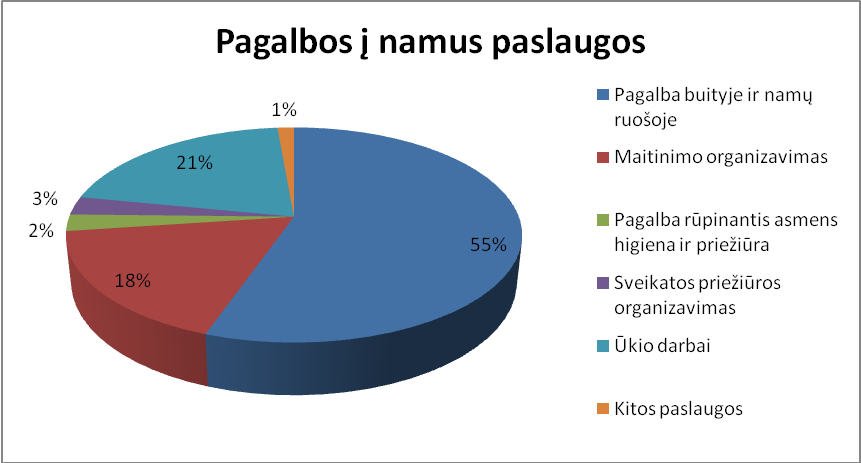 Pagalbos į namus paslaugos
1%
21%
3%
2%
18%
55%
Pagalba buityje ir namų
ruošoje
Maitinimo organizavimas
Pagalba rūpinantis asmens
higiena ir priežiūra
Sveikatos priežiūros
organizavimas
Ūkio darbai
Kitos paslaugos